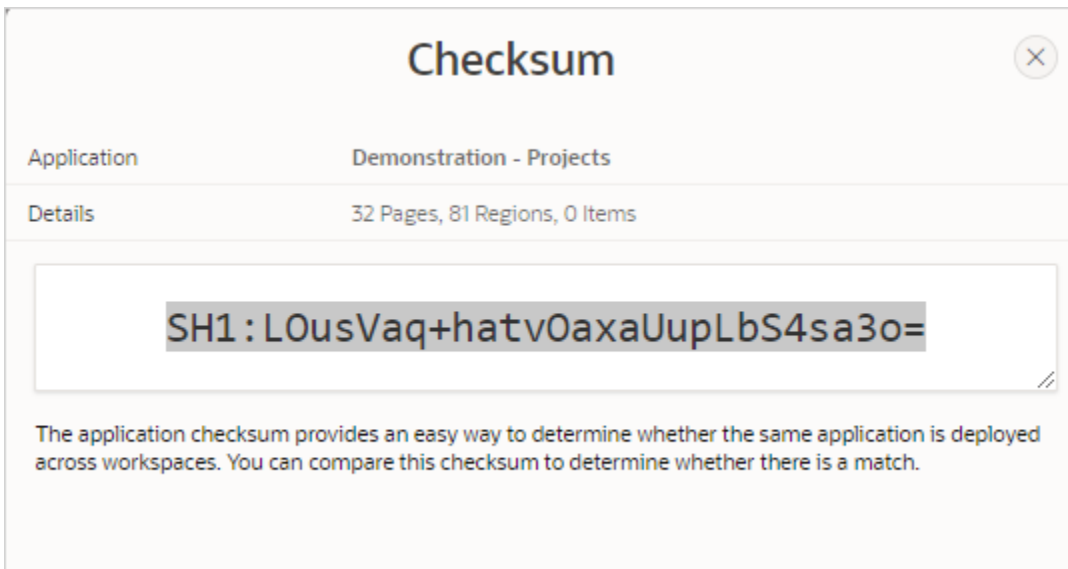 Checksum
Application Demonstration - Projects
Details 32 Pages, 81 Regions, 0 Items
SH1:LOusVaq+hatvOaxaUupLbS4sa3o=
The application checksum provides an easy way to determine whether the same application is deployed
across workspaces. You can compare this checksum to determine whether there is a match.